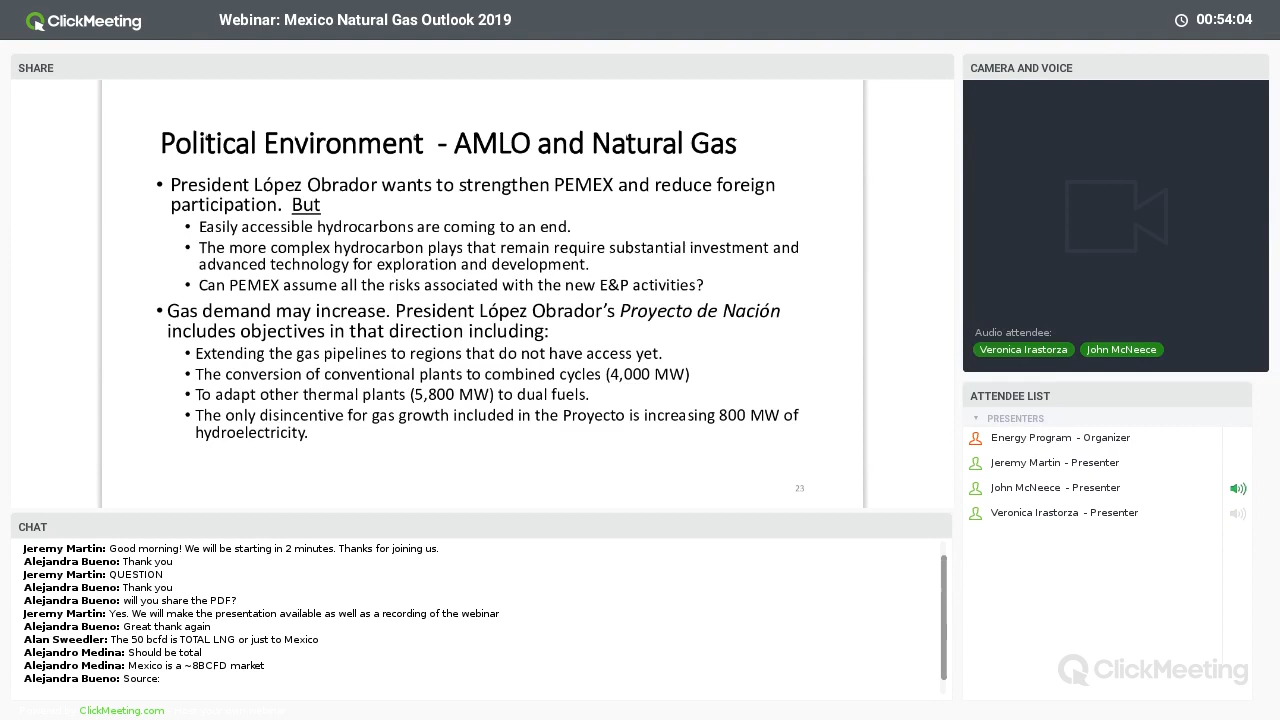 ClickMeeting
Webinar: Mexico Natural Gas Outlook 2019
00:54:04
SHARE
Political Environment - AMLO and Natural Gas
• President López Obrador wants to strengthen PEMEX and reduce foreign
participation. But
• Easily accessible hydrocarbons are coming to an end.
• The more complex hydrocarbon plays that remain require substantial investment and
advanced technology for exploration and development.
• Can PEMEX assume all the risks associated with the new E&P activities?
• Gas demand may increase. President López Obrador's Proyecto de Nación
includes objectives in that direction including:
• Extending the gas pipelines to regions that do not have access yet.
• The conversion of conventional plants to combined cycles (4,000 MW)
• To adapt other thermal plants (5,800 MW) to dual fuels.
• The only disincentive for gas growth included in the Proyecto is increasing 800 MW of
hydroelectricity.
23
CAMERA AND VOICE
Audio attendee:
Veronica Irastorza
John McNeece
ATTENDEE LIST
PRESENTERS
Energy Program - Organizer
Jeremy Martin - Presenter
John McNeece - Presenter
Veronica Irastorza - Presenter
CHAT
Jeremy Martin: Good morning! We will be starting in 2 minutes. Thanks for joining us.
Alejandra Bueno: Thank you
Jeremy Martin: QUESTION
Alejandra Bueno: Thank you
Alejandra Bueno: will you share the PDF?
Jeremy Martin: Yes. We will make the presentation available as well as a recording of the webinar
Alejandra Bueno: Great thank again
Alan Sweedler: The 50 bcfd is TOTAL LNG or just to Mexico
Alejandro Medina: Should be total
Alejandro Medina: Mexico is a ~8BCFD market
Alejandra Bueno: Source:
ClickMeeting
ClickMeeting.com